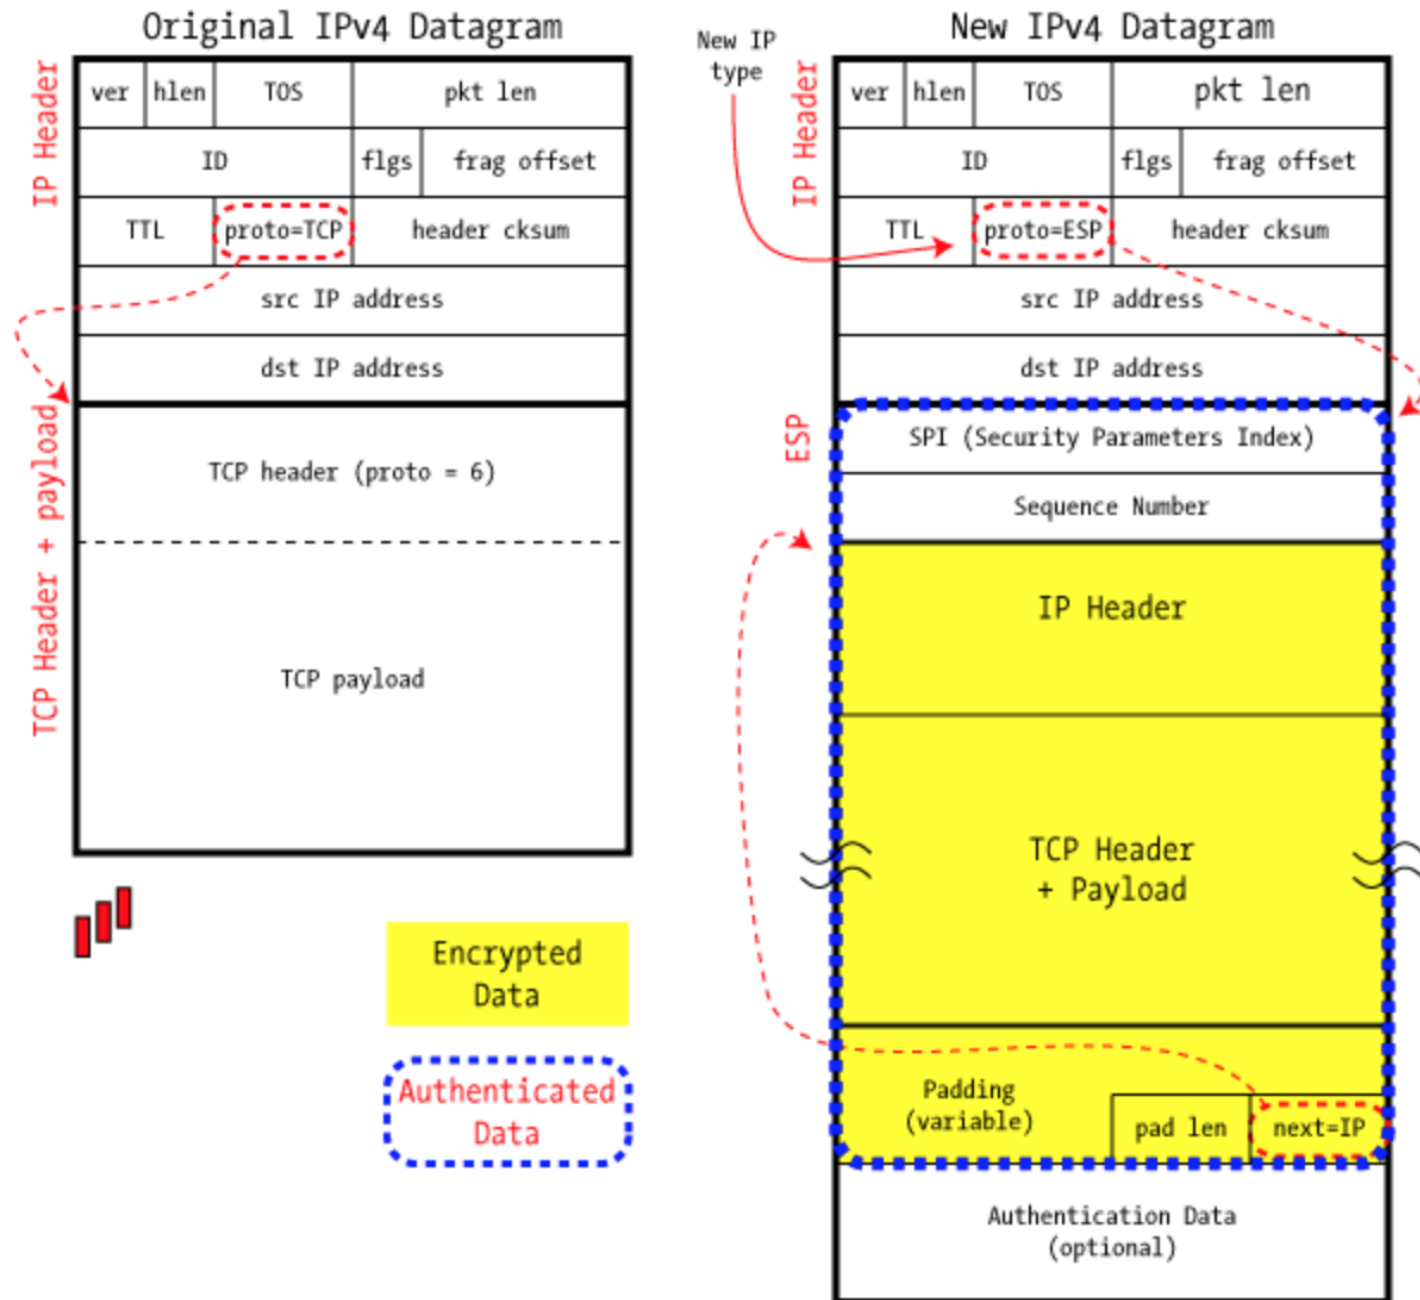 Original IPv4 Datagram
IP Header
ver hlen TOS pkt len
ID flgs frag offset
TTL proto=TCP header cksum
src IP address
dst IP address
TCP Header + payload
TCP header (proto = 6)
TCP payload
Encrypted
Data
Authenticated
Data
New IP
type
New IPv4 Datagram
IP Header
ver hlen TOS pkt len
ID flgs frag offset
TTL proto=ESP header cksum
src IP address
dst IP address
ESP
SPI (Security Parameters Index)
Sequence Number
IP Header
TCP Header
+ Payload
Padding
(variable)
pad len next=IP
Authentication Data
(optional)